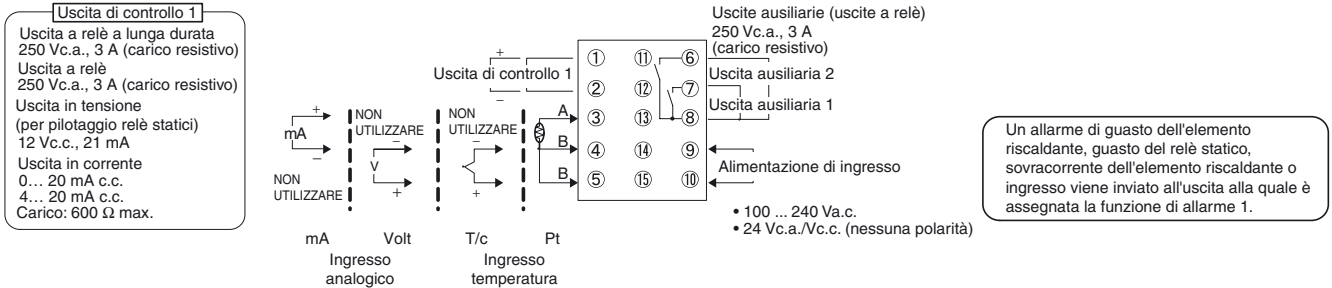 Uscita di controllo 1
Uscita a relè a lunga durata
250 Vc.a., 3 A (carico resistivo)
Uscita a relè
250 Vc.a., 3 A (carico resistivo)
Uscita in tensione
(per pilotaggio relè statici)
12 Vc.c., 21 mA
Uscita in corrente
0… 20 mA c.c.
4… 20 mA c.c.
Carico: 600 Ω max.
Uscita di controllo 1
+
−
mA
+
−
NON
UTILIZZARE
NON
UTILIZZARE
V
−
+
NON
UTILIZZARE
−
+
A
B
B
① ⑪ ⑥
② ⑫ ⑦
③ ⑬ ⑧
④ ⑭ ⑨
⑤ ⑮ ⑩
mA Volt T/c Pt
Ingresso
analogico
Ingresso
temperatura
Uscite ausiliarie (uscite a relè)
250 Vc.a., 3 A
(carico resistivo)
Uscita ausiliaria 2
Uscita ausiliaria 1
Alimentazione di ingresso
• 100 ... 240 Va.c.
• 24 Vc.a./Vc.c. (nessuna polarità)
Un allarme di guasto dell'elemento
riscaldante, guasto del relè statico,
sovracorrente dell'elemento riscaldante o
ingresso viene inviato all'uscita alla quale è
assegnata la funzione di allarme 1.